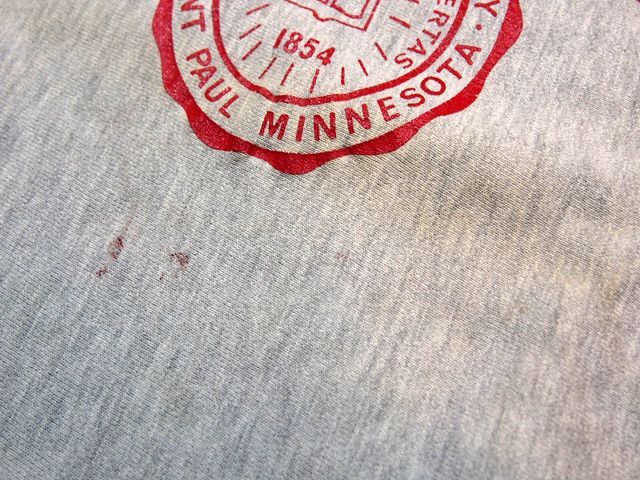 NT PAUL MINNESOTA · Y.
1854
ERTAS